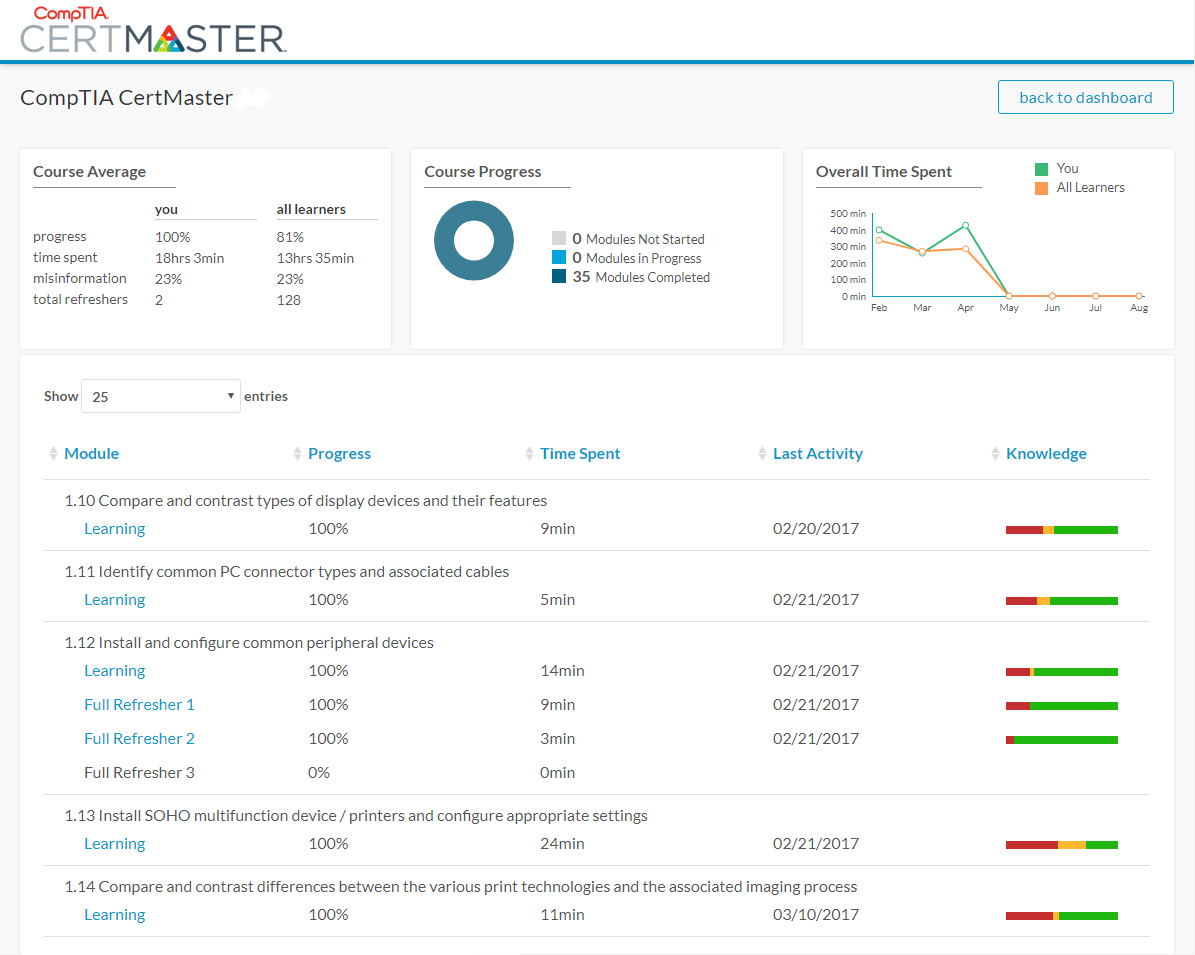 CompTIA.
CERTMASTER.
CompTIA CertMaster
back to dashboard
Course Average
you all learners
progress 100% 81%
time spent 18hrs 3min 13hrs 35min
misinformation 23% 23%
total refreshers 2 128
Course Progress
0 Modules Not Started
0 Modules in Progress
35 Modules Completed
Overall Time Spent
You
All Learners
500 min
400 min
300 min
200 min
100 min
0 min
Feb Mar Apr May Jun Jul Aug
Show 25 entries
Module Progress Time Spent Last Activity Knowledge
1.10 Compare and contrast types of display devices and their features
Learning 100% 9min 02/20/2017
1.11 Identify common PC connector types and associated cables
Learning 100% 5min 02/21/2017
1.12 Install and configure common peripheral devices
Learning 100% 14min 02/21/2017
Full Refresher 1 100% 9min 02/21/2017
Full Refresher 2 100% 3min 02/21/2017
Full Refresher 3 0% 0min
1.13 Install SOHO multifunction device / printers and configure appropriate settings
Learning 100% 24min 02/21/2017
1.14 Compare and contrast differences between the various print technologies and the associated imaging process
Learning 100% 11min 03/10/2017